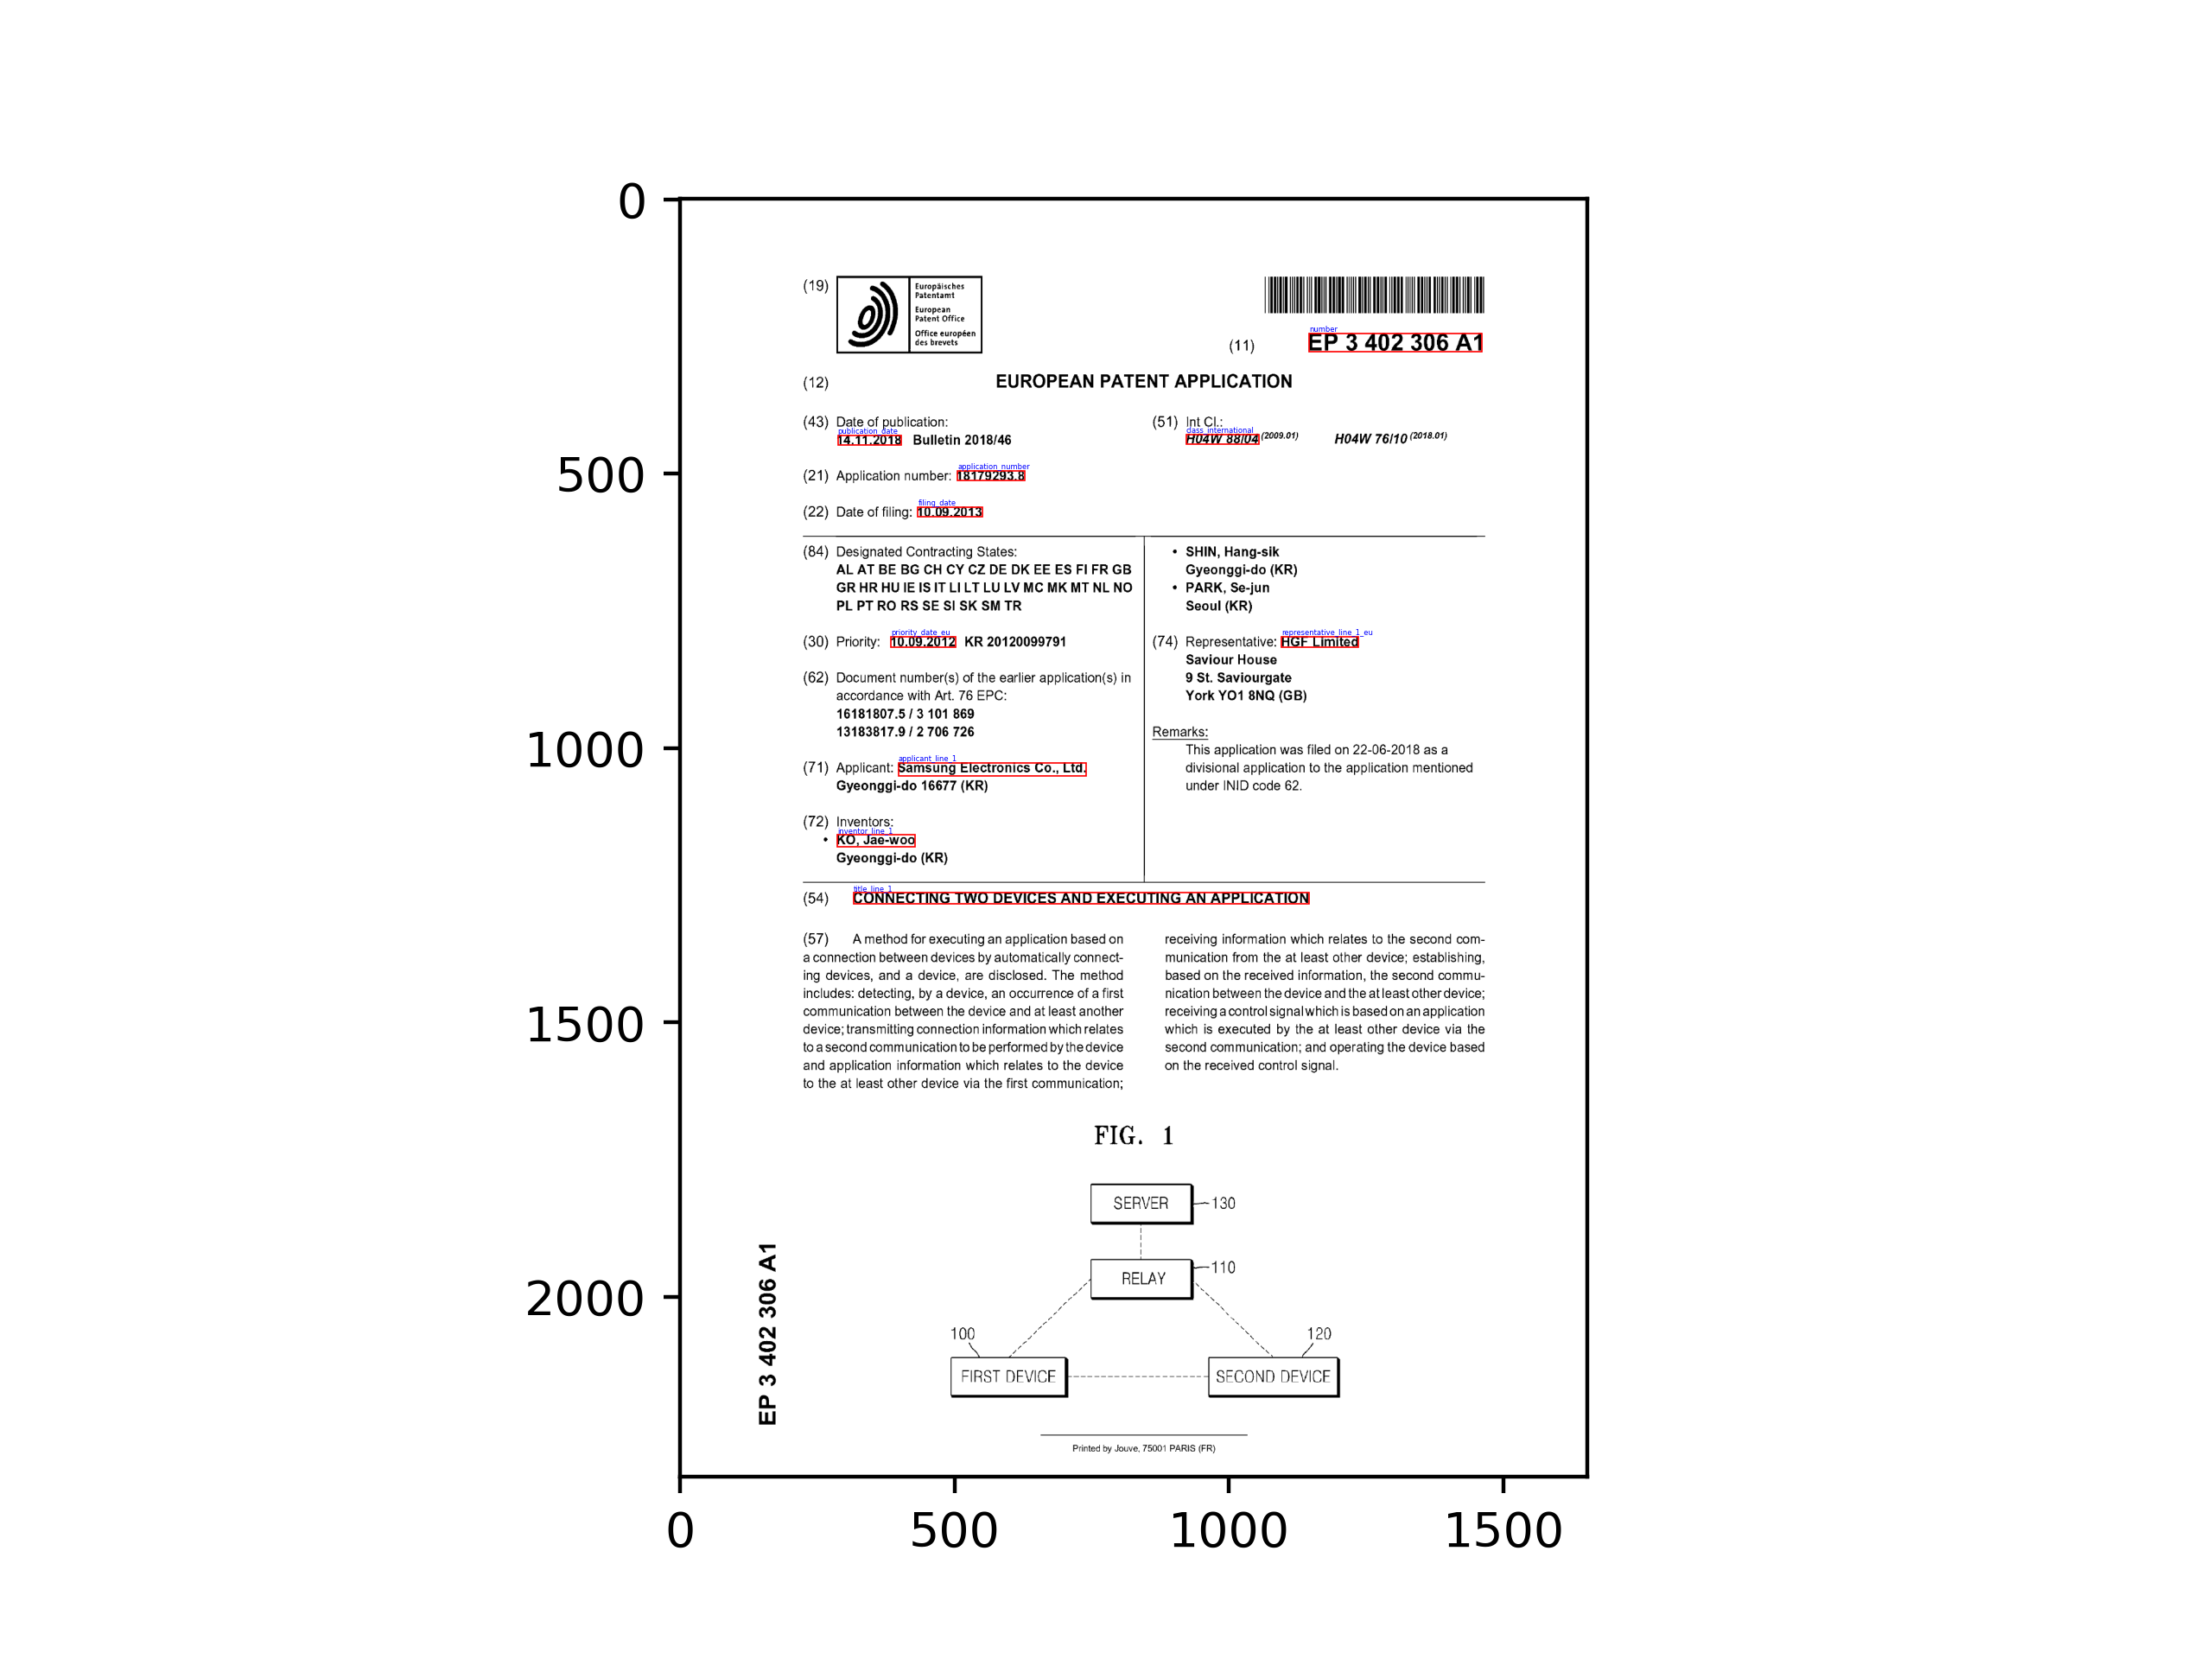 0
500
1000
1500
2000
0
500
1000
1500
(19)
Europäisches
Patentamt
European
Patent Office
Office européen
des brevets
number
(11)
EP 3 402 306 A1
(12)
EUROPEAN PATENT APPLICATION
(43) Date of publication:
publication_date
14.11.2018 Bulletin 2018/46
(51) Int Cl.:
class_international
H04W 88/04 (2009.01) H04W 76/10 (2018.01)
application_number
(21) Application number: 18179293.8
filing_date
(22) Date of filing: 10.09.2013
(84) Designated Contracting States:
AL AT BE BG CH CY CZ DE DK EE ES FI FR GB
GR HR HU IE IS IT LI LT LU LV MC MK MT NL NO
PL PT RO RS SE SI SK SM TR
priority_date_eu
(30) Priority: 10.09.2012 KR 20120099791
(62) Document number(s) of the earlier application(s) in
accordance with Art. 76 EPC:
16181807.5 / 3 101 869
13183817.9 / 2 706 726
applicant_line_1
(71) Applicant: Samsung Electronics Co., Ltd.
Gyeonggi-do 16677 (KR)
(72) Inventors:
inventor_line_1
• KO, Jae-woo
Gyeonggi-do (KR)
• SHIN, Hang-sik
Gyeonggi-do (KR)
• PARK, Se-jun
Seoul (KR)
representative_line_1_eu
(74) Representative: HGF Limited
Saviour House
9 St. Saviourgate
York YO1 8NQ (GB)
Remarks:
This application was filed on 22-06-2018 as a
divisional application to the application mentioned
under INID code 62.
title_line_1
(54) CONNECTING TWO DEVICES AND EXECUTING AN APPLICATION
(57) A method for executing an application based on
a connection between devices by automatically connect-
ing devices, and a device, are disclosed. The method
includes: detecting, by a device, an occurrence of a first
communication between the device and at least another
device; transmitting connection information which relates
to a second communication to be performed by the device
and application information which relates to the device
to the at least other device via the first communication;
receiving information which relates to the second com-
munication from the at least other device; establishing,
based on the received information, the second commu-
nication between the device and the at least other device;
receiving a control signal which is based on an application
which is executed by the at least other device via the
second communication; and operating the device based
on the received control signal.
FIG. 1
SERVER 130
RELAY 110
100
120
FIRST DEVICE
SECOND DEVICE
EP 3 402 306 A1
Printed by Jouve, 75001 PARIS (FR)